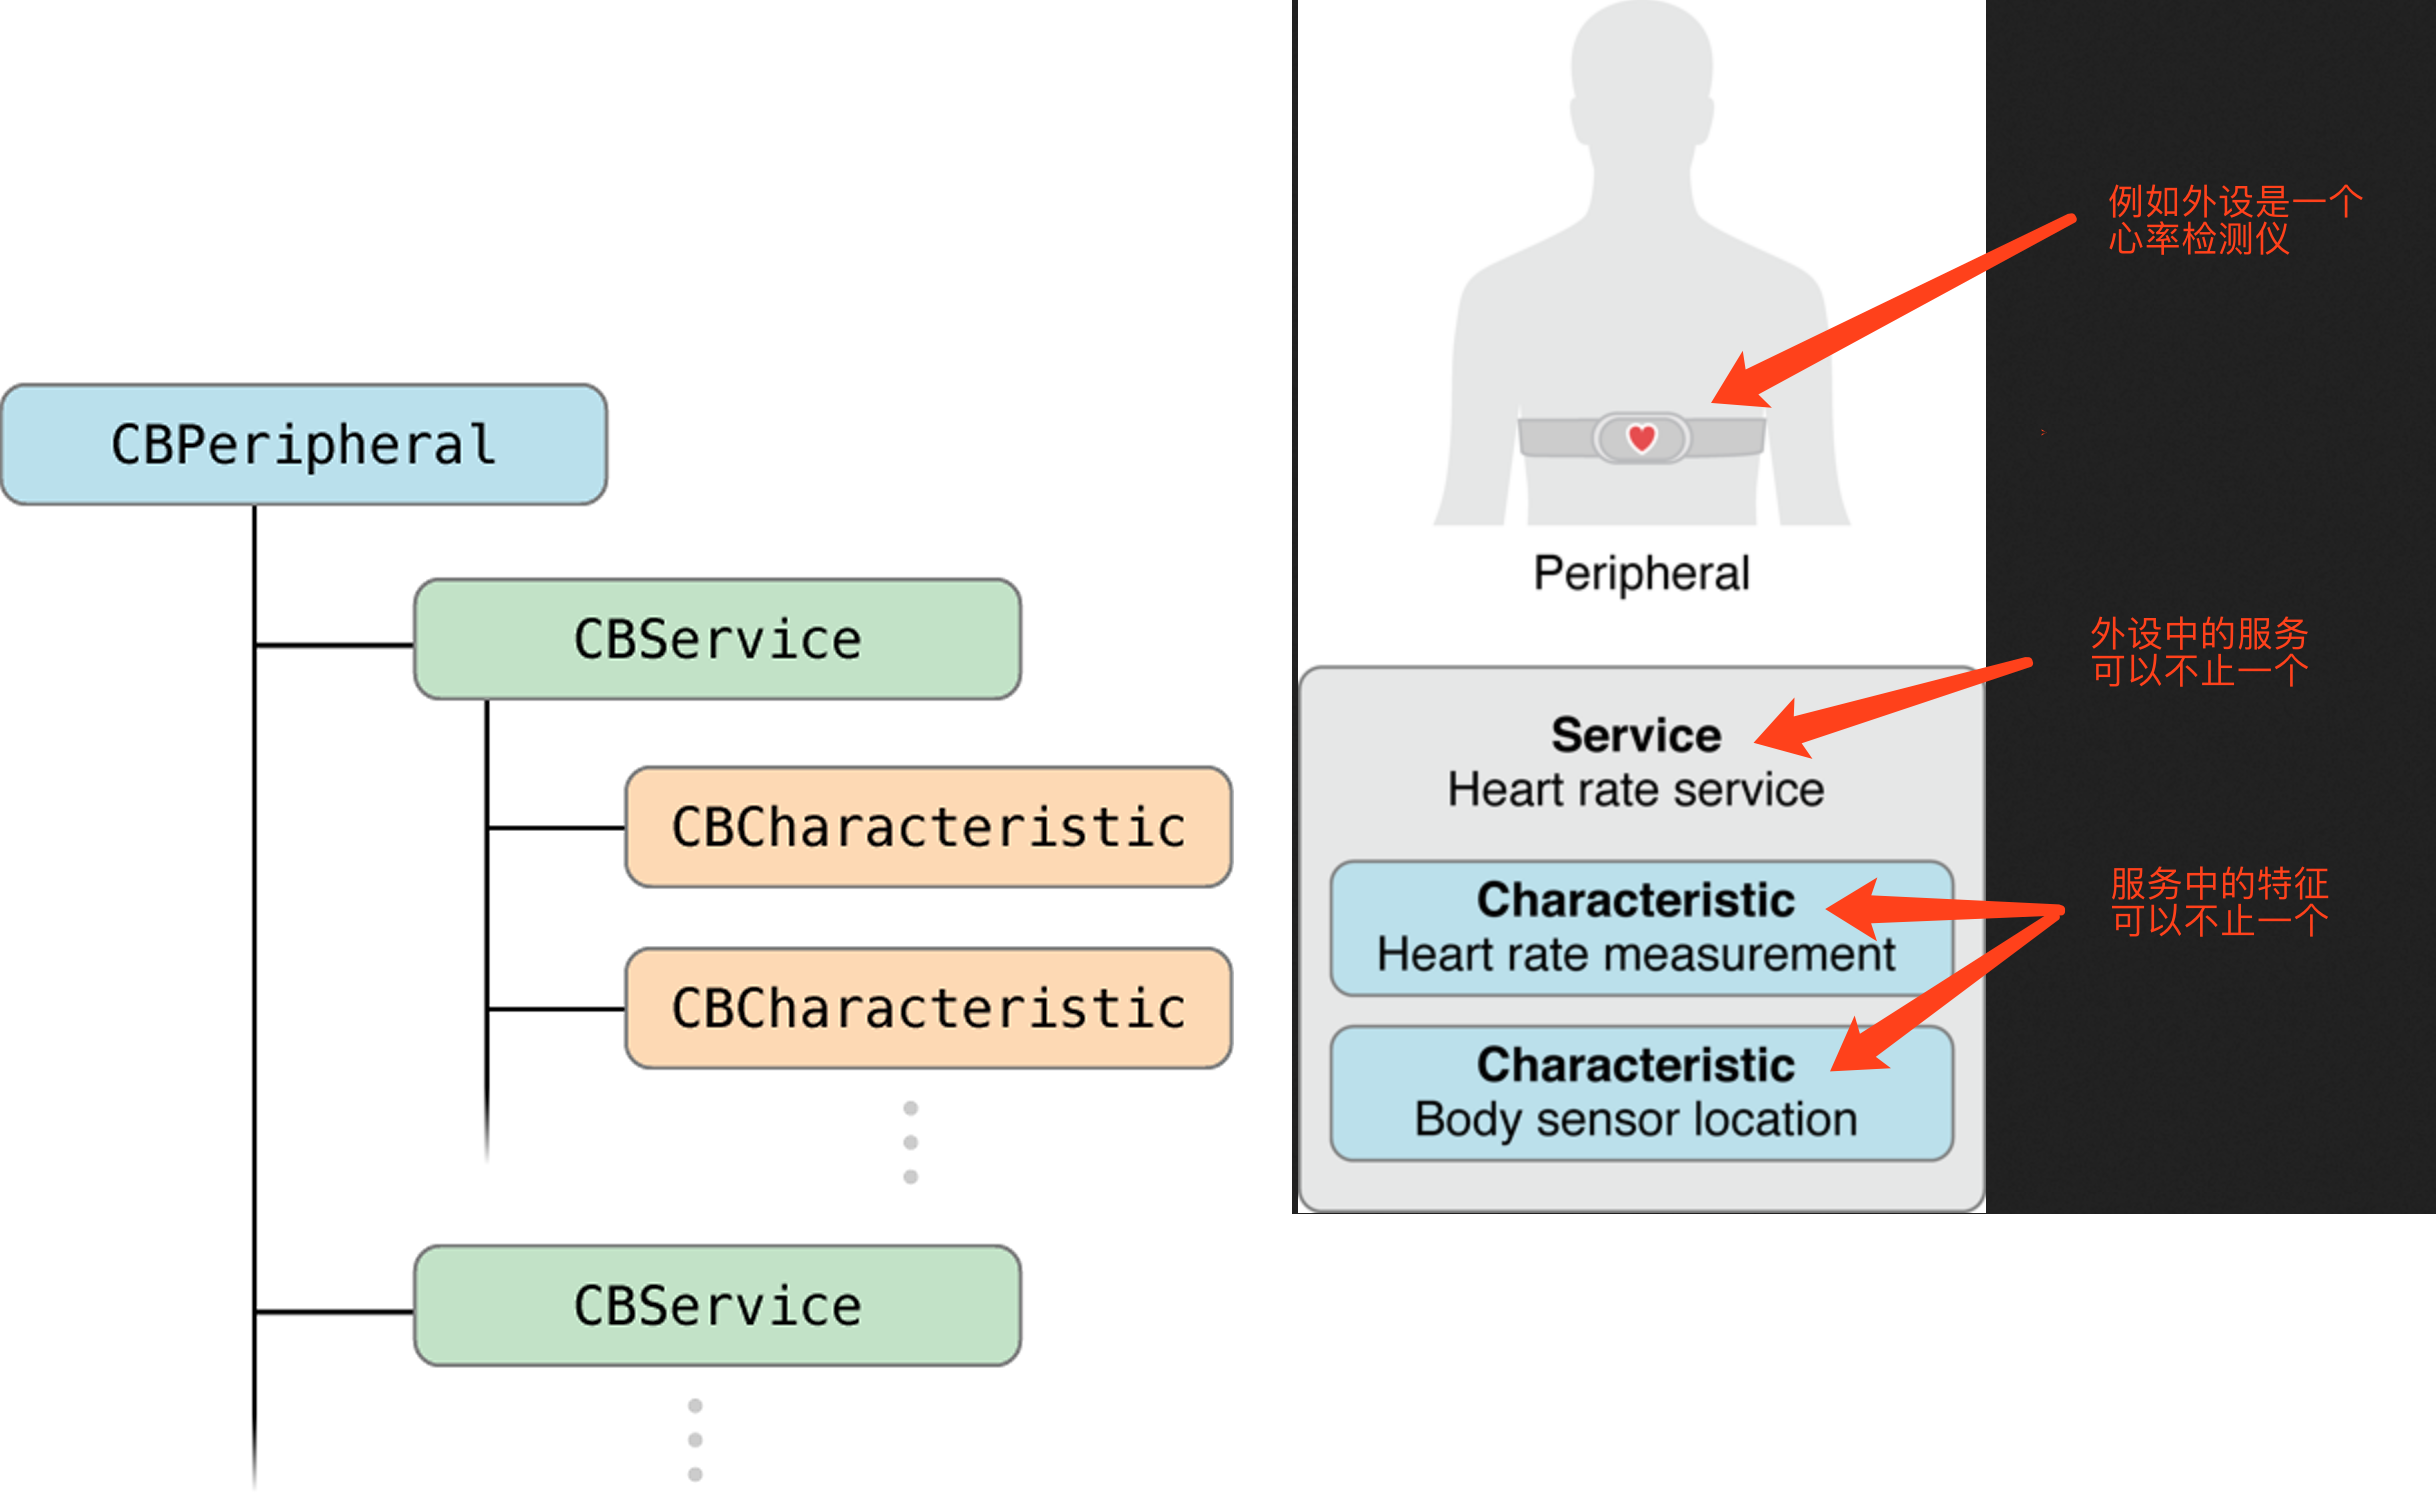 CBPeripheral
CBService
CBCharacteristic
CBCharacteristic
CBService
例如外设是一个
心率检测仪
Peripheral
外设中的服务
可以不止一个
Service
Heart rate service
服务中的特征
可以不止一个
Characteristic
Heart rate measurement
Characteristic
Body sensor location